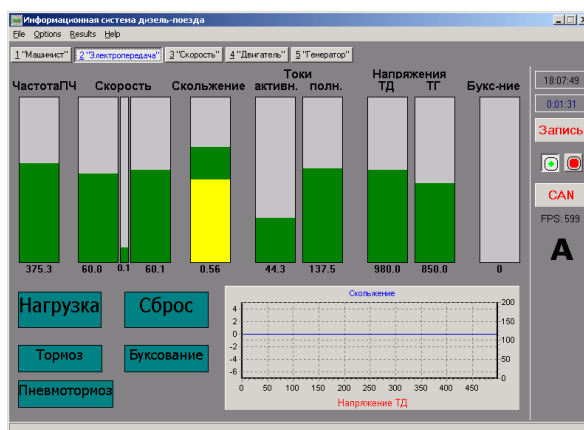 Информационная система дизель-поезда
File Options Results Help
1 "Машинист" 2 "Электропередача" 3 "Скорость" 4 "Двигатель" 5 "Генератор"
Токи Напряжения
ЧастотаПЧ Скорость Скольжение активн. полн. ТД ТГ Букс-ние
375.3 60.0 0.1 60.1 0.56 44.3 137.5 980.0 850.0 0
18:07:49
0:01:31
Запись
CAN
FPS: 599
A
Нагрузка Сброс
Тормоз Буксование
Пневмотормоз
Скольжение
4 200
2 150
0 100
-2
-4 50
-6
0
0 50 100 150 200 250 300 350 400 450
Напряжение ТД